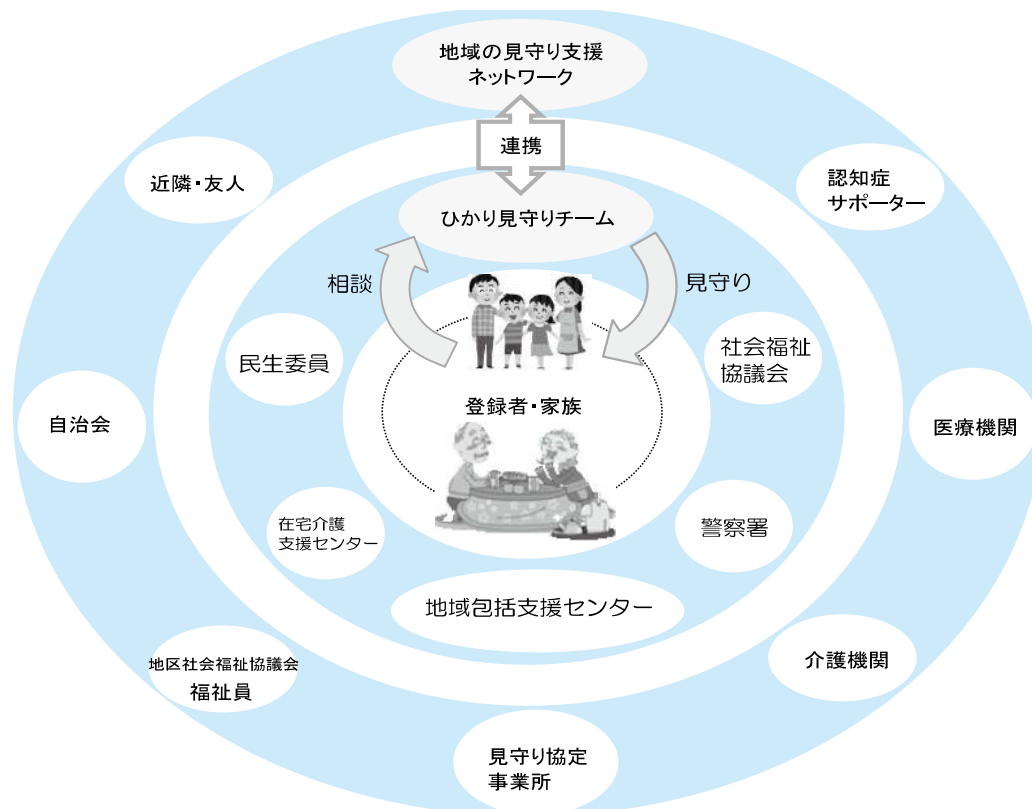 地域の見守り支援
ネットワーク
連携
近隣・友人
認知症
サポーター
ひかり見守りチーム
相談
見守り
民生委員
社会福祉
協議会
登録者・家族
自治会
医療機関
在宅介護
支援センター
警察署
地域包括支援センター
地区社会福祉協議会
福祉員
介護機関
見守り協定
事業所